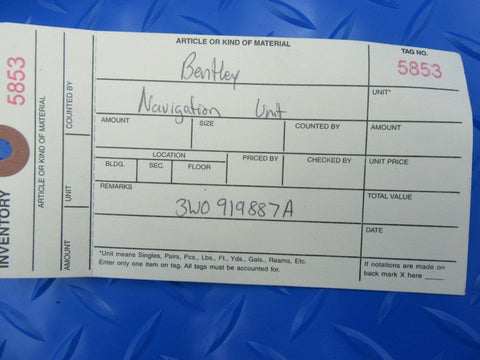 5853
ARTICLE OR KIND OF MATERIAL
COUNTED BY
UNIT
AMOUNT
INVENTORY
ARTICLE OR KIND OF MATERIAL
TAG NO.
5853
Bentley
Navigation Unit
UNIT*
AMOUNT SIZE COUNTED BY AMOUNT
LOCATION PRICED BY CHECKED BY UNIT PRICE
BLDG. SEC. FLOOR
REMARKS TOTAL VALUE
3W0 919887A
DATE
*Unit means Singles, Pairs, Pcs., Lbs., Ft., Yds., Gals., Reams, Etc.
Enter only one item on tag. All tags must be accounted for.
If notations are made on
back mark X here